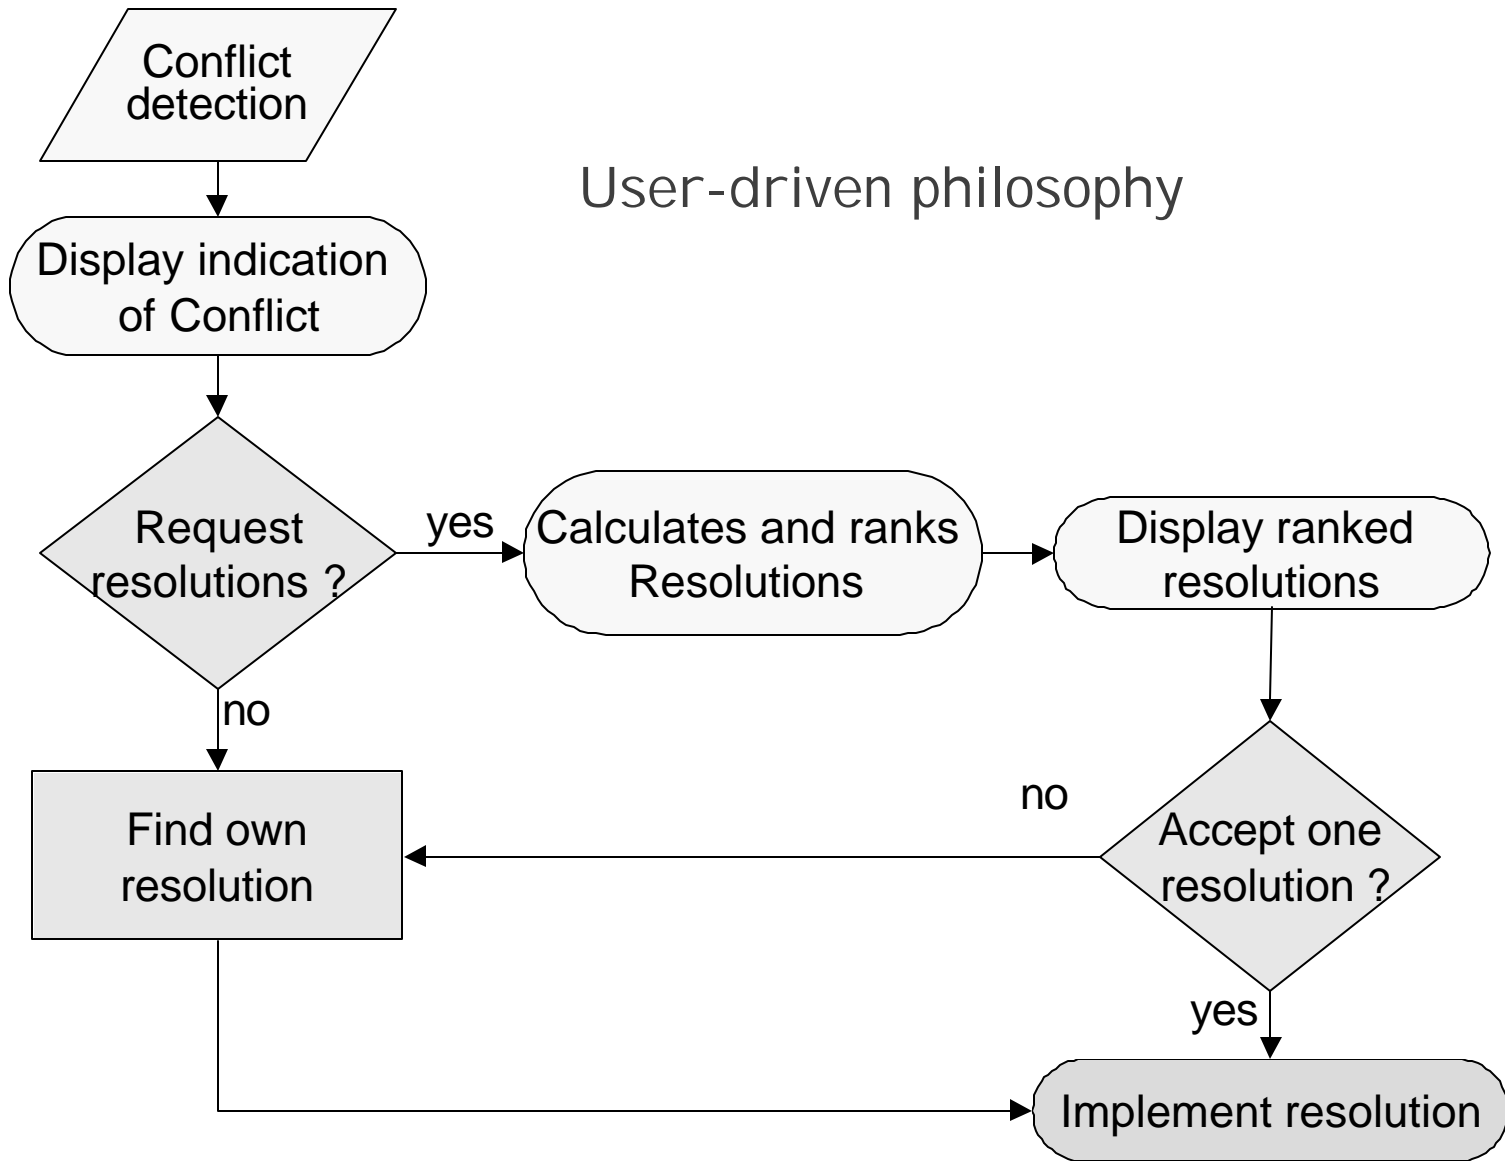 Conflict
detection
User-driven philosophy
Display indication
of Conflict
Request
resolutions ?
yes
Calculates and ranks
Resolutions
Display ranked
resolutions
no
Find own
resolution
no
Accept one
resolution ?
yes
Implement resolution